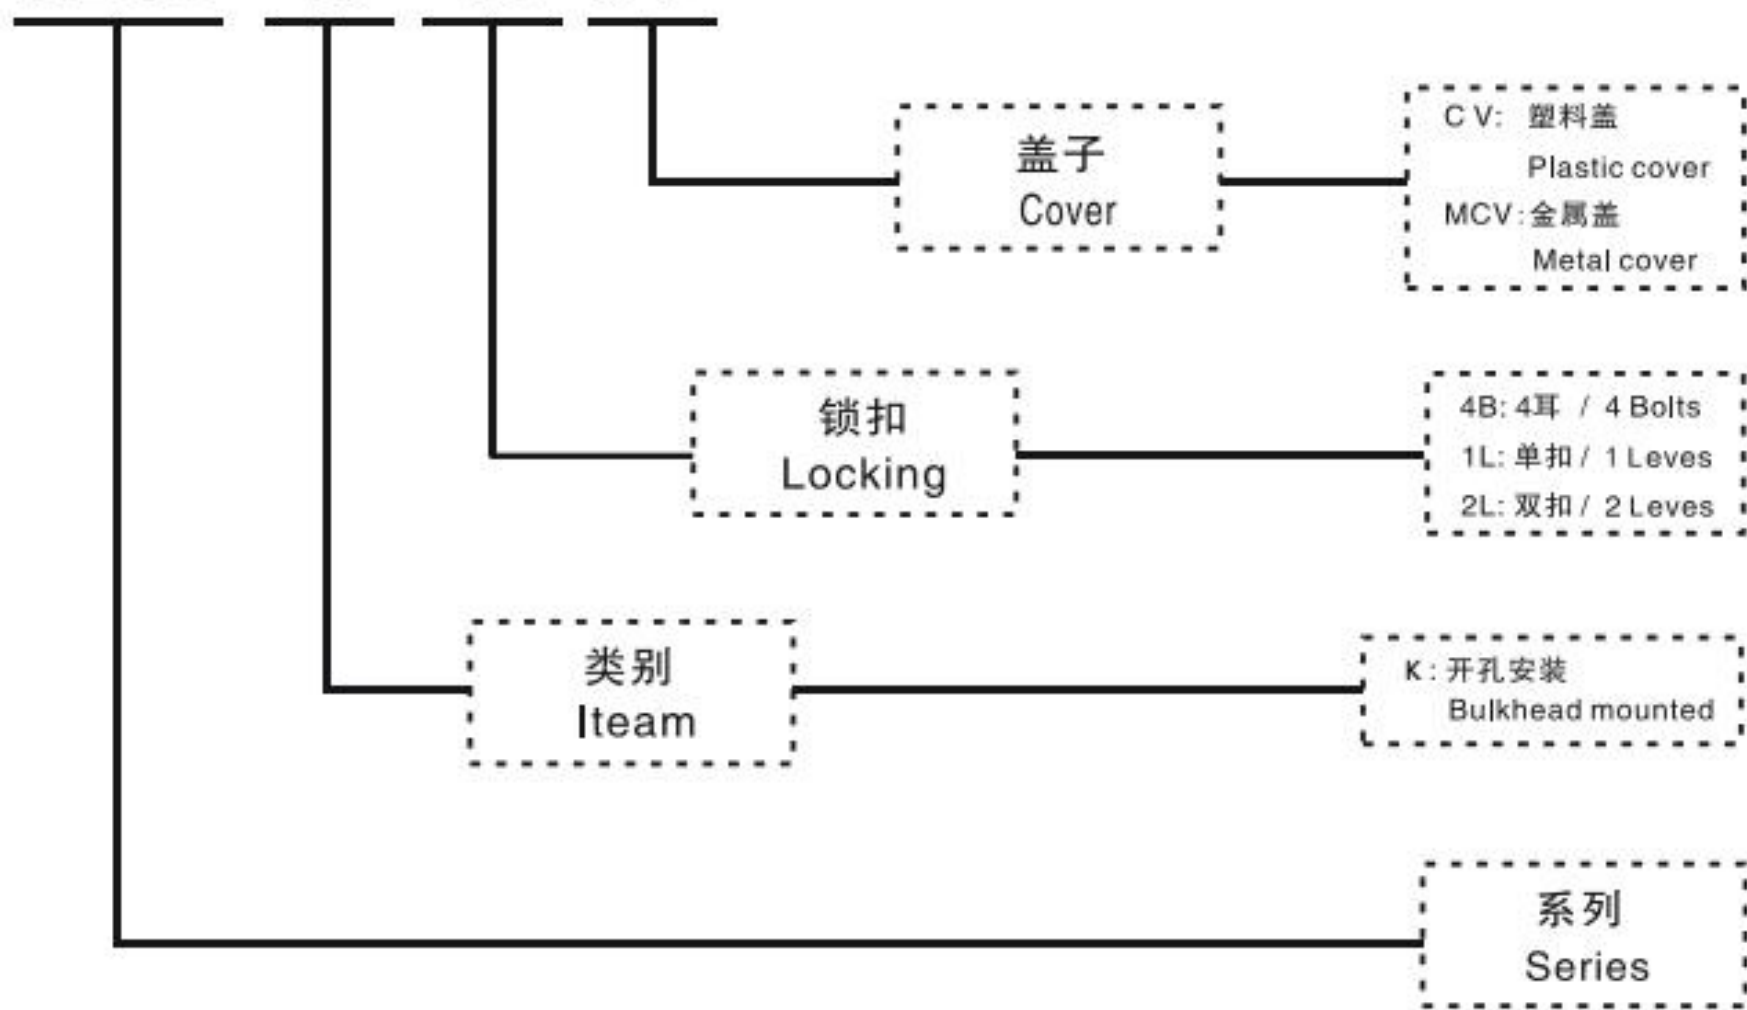 盖子
Cover
C V: 塑料盖
Plastic cover
MCV:金属盖
Metal cover
锁扣
Locking
4B: 4耳 / 4 Bolts
1L: 单扣 / 1 Leves
2L: 双扣 / 2 Leves
类别
Iteam
K: 开孔安装
Bulkhead mounted
系列
Series